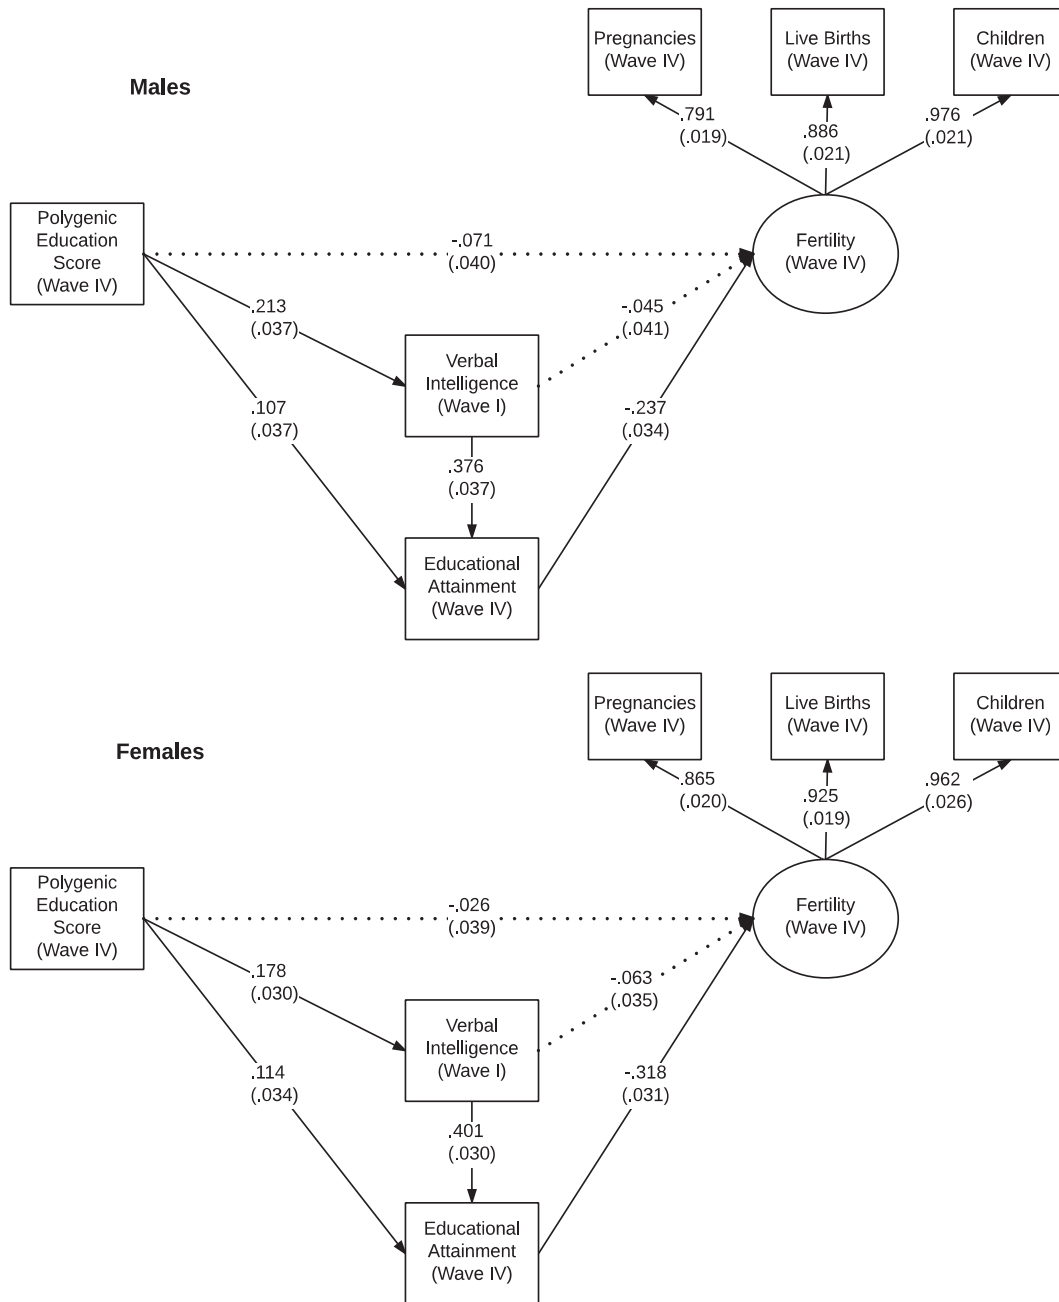 Males
Pregnancies
(Wave IV)
Live Births
(Wave IV)
Children
(Wave IV)
.791
(.019)
.886
(.021)
.976
(.021)
Polygenic
Education
Score
(Wave IV)
-.071
(.040)
Fertility
(Wave IV)
.213
(.037)
-.045
(.041)
Verbal
Intelligence
(Wave I)
.107
(.037)
-.237
(.034)
.376
(.037)
Educational
Attainment
(Wave IV)
Females
Pregnancies
(Wave IV)
Live Births
(Wave IV)
Children
(Wave IV)
.865
(.020)
.925
(.019)
.962
(.026)
Polygenic
Education
Score
(Wave IV)
-.026
(.039)
Fertility
(Wave IV)
.178
(.030)
-.063
(.035)
Verbal
Intelligence
(Wave I)
.114
(.034)
-.318
(.031)
.401
(.030)
Educational
Attainment
(Wave IV)